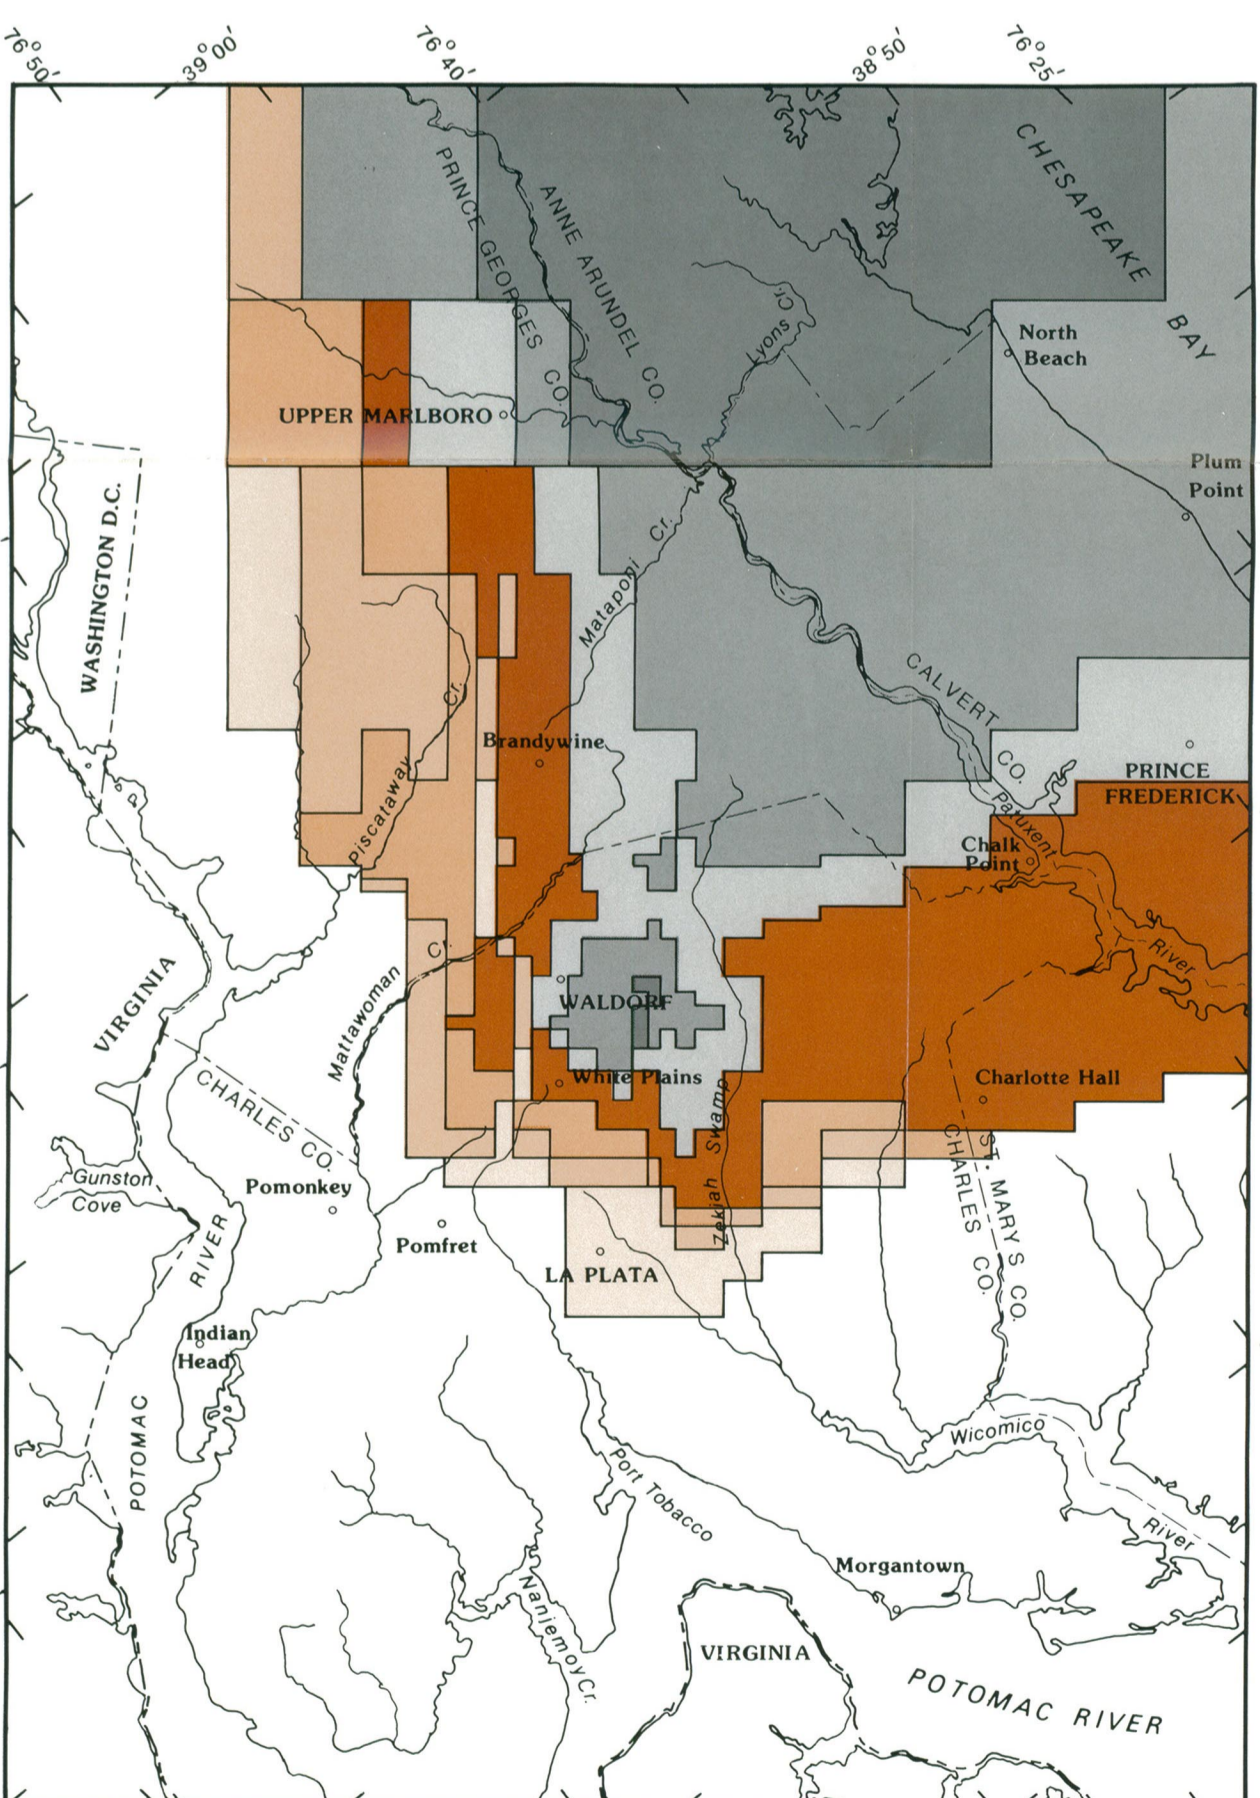 76°50′
39°00′
76°40′
38°50′
76°25′
CHESAPEAKE
BAY
PRINCE GEORGES CO.
ANNE ARUNDEL CO.
Lyons Cr.
North
Beach
UPPER MARLBORO
Plum
Point
WASHINGTON D.C.
Mataponi Cr.
CALVERT CO.
Cr.
Piscataway
Brandywine
PRINCE
FREDERICK
Patuxent
Chalk
Point
River
VIRGINIA
Cr.
Mattawoman
WALDORF
White Plains
Charlotte Hall
CHARLES CO.
Zekiah Swamp
ST. MARY'S CO.
CHARLES CO.
Gunston
Cove
Pomonkey
RIVER
Pomfret
LA PLATA
Indian
Head
POTOMAC
Wicomico
River
Port Tobacco
Morgantown
Nanjemoy Cr.
VIRGINIA
POTOMAC RIVER